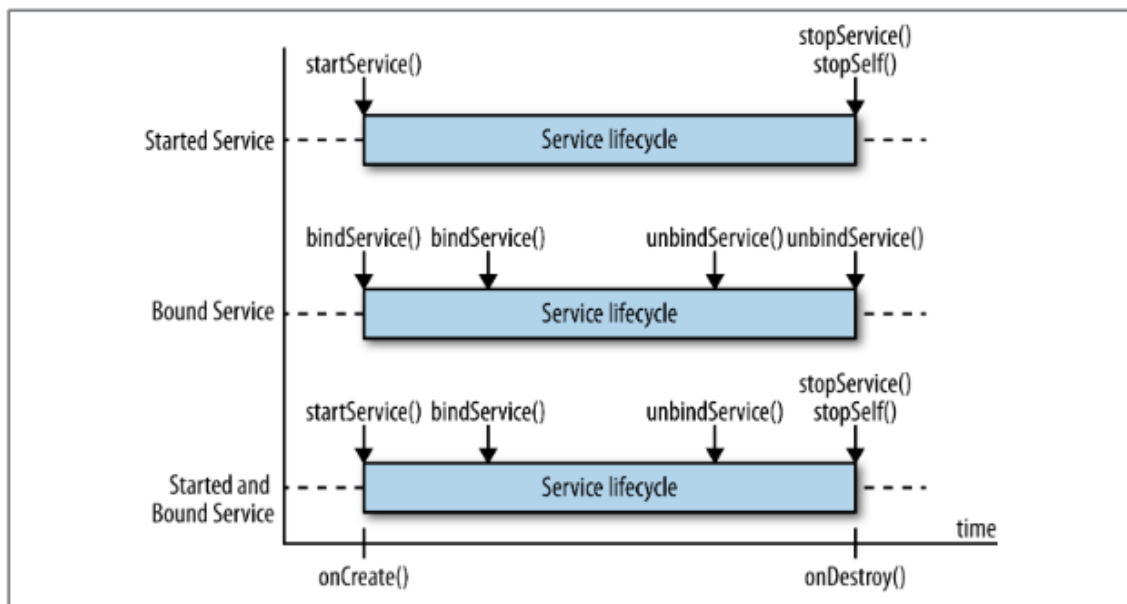 stopService()
startService() stopSelf()
Started Service Service lifecycle
bindService() bindService() unbindService() unbindService()
Bound Service Service lifecycle
stopService()
startService() bindService() unbindService() stopSelf()
Started and
Bound Service
Service lifecycle
time
onCreate() onDestroy()